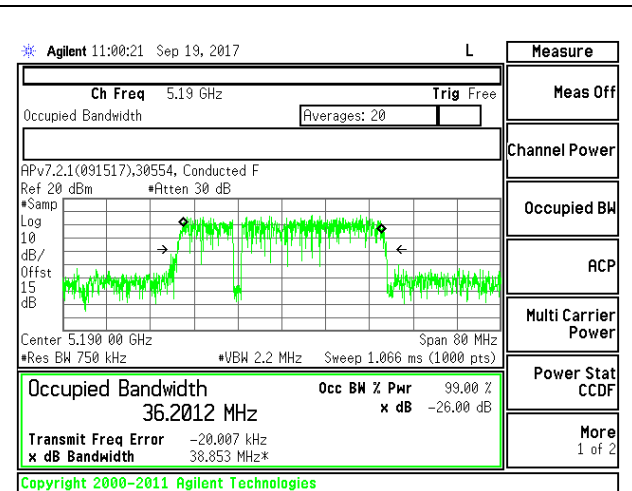 Agilent 11:00:21 Sep 19, 2017 L
Measure
Ch Freq 5.19 GHz Trig Free
Occupied Bandwidth Averages: 20
Meas Off
Channel Power
Occupied BW
ACP
Multi Carrier
Power
Power Stat
CCDF
More
1 of 2
APv7.2.1(091517),30554, Conducted F
Ref 20 dBm #Atten 30 dB
#Samp
Log
10
dB/
Offst
15
dB
Center 5.190 00 GHz Span 80 MHz
#Res BW 750 kHz #VBW 2.2 MHz Sweep 1.066 ms (1000 pts)
Occupied Bandwidth Occ BW % Pwr 99.00 %
36.2012 MHz x dB -26.00 dB
Transmit Freq Error -20.007 kHz
x dB Bandwidth 38.853 MHz*
Copyright 2000-2011 Agilent Technologies